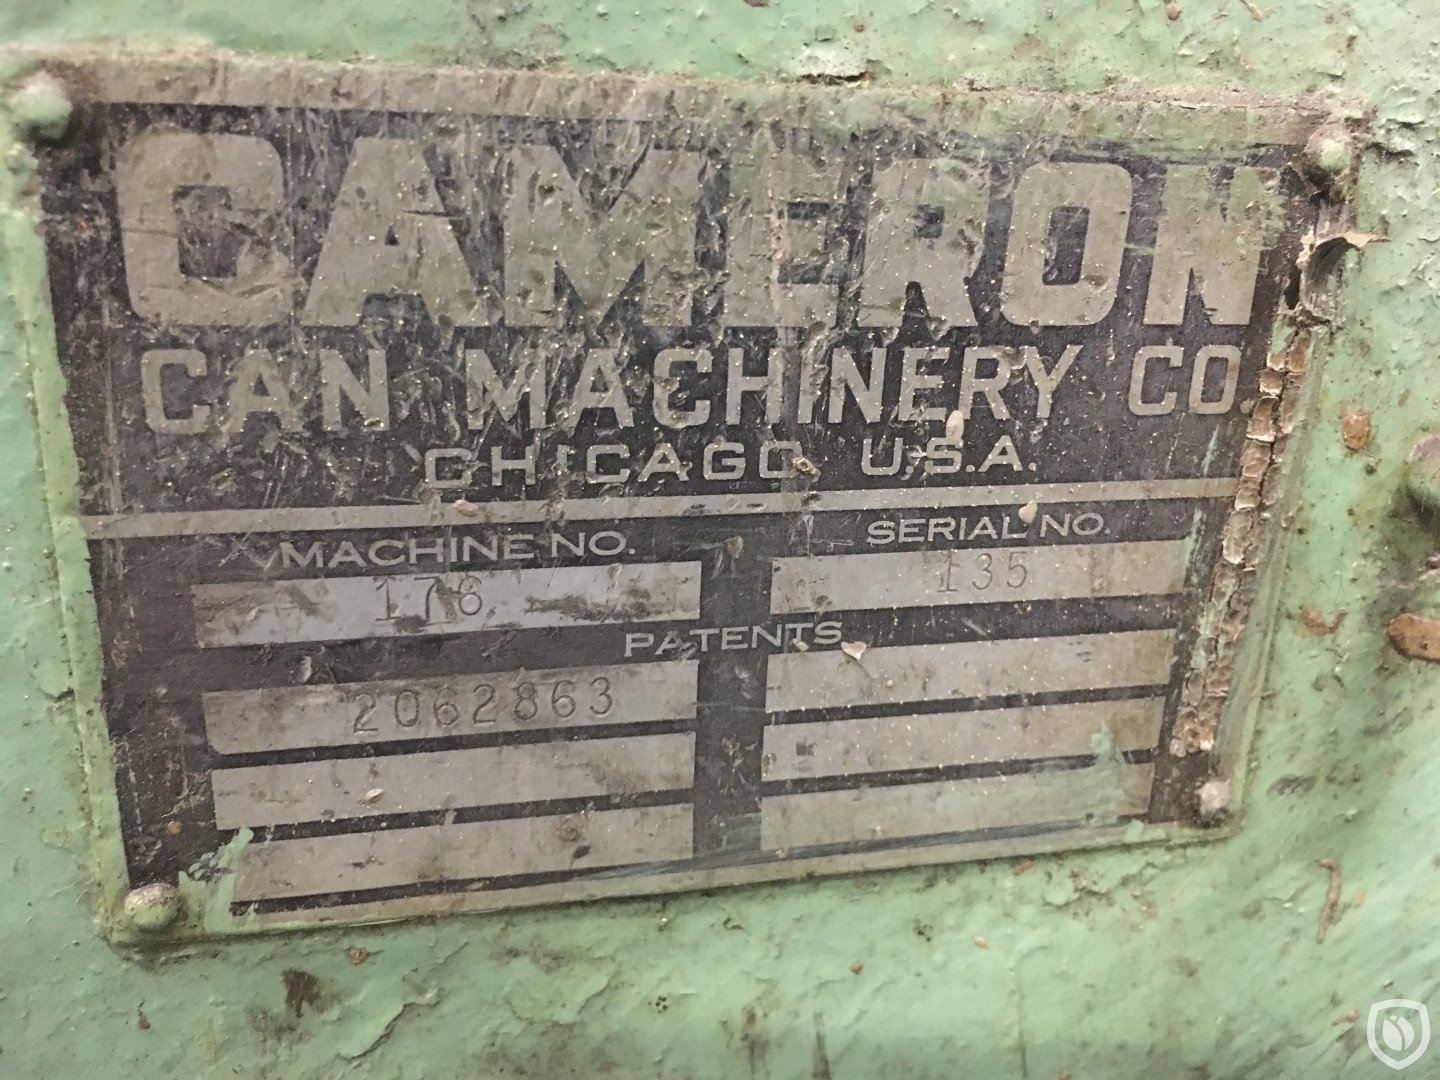 CAMERON
CAN MACHINERY CO.
CHICAGO, U.S.A.
MACHINE NO. SERIAL NO.
178 135
PATENTS
2062863